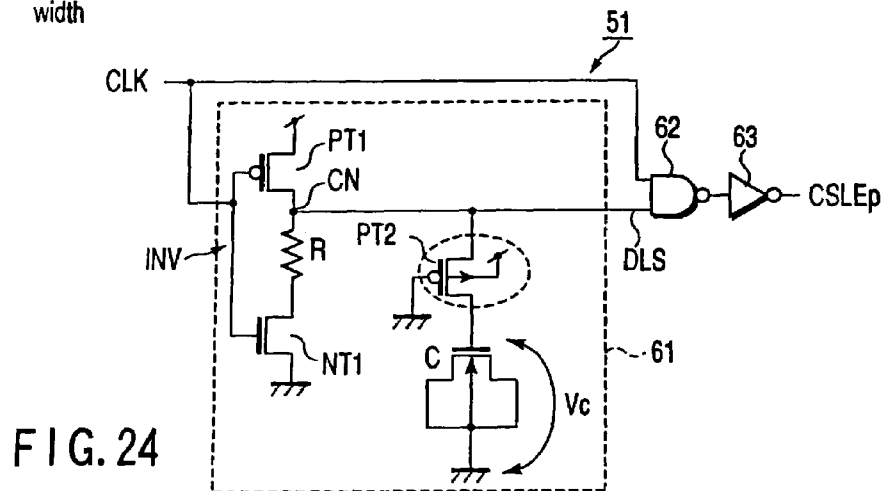 width
51
CLK
PT1
CN
62
63
CSLEp
PT2
DLS
INV
R
NT1
C
Vc
61
FIG. 24